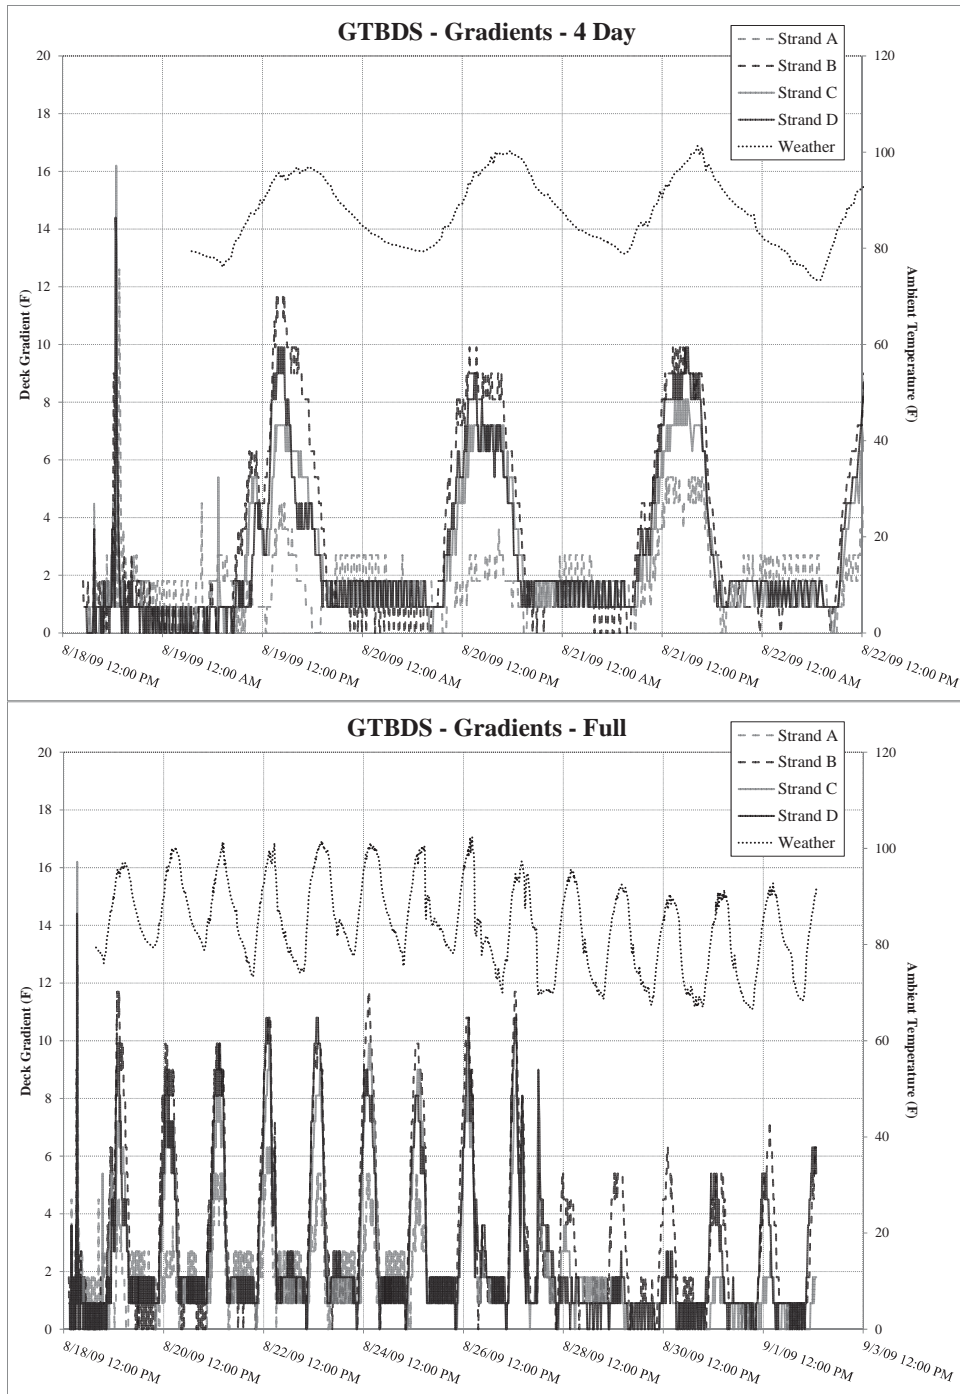 GTBDS - Gradients - 4 Day
Strand A
Strand B
Strand C
Strand D
Weather
20
18
16
14
12
10
8
6
4
2
0
120
100
80
60
40
20
0
Deck Gradient (F)
Ambient Temperature (F)
8/18/09 12:00 PM
8/19/09 12:00 AM
8/19/09 12:00 PM
8/20/09 12:00 AM
8/20/09 12:00 PM
8/21/09 12:00 AM
8/21/09 12:00 PM
8/22/09 12:00 AM
8/22/09 12:00 PM
GTBDS - Gradients - Full
Strand A
Strand B
Strand C
Strand D
Weather
20
18
16
14
12
10
8
6
4
2
0
120
100
80
60
40
20
0
Deck Gradient (F)
Ambient Temperature (F)
8/18/09 12:00 PM
8/20/09 12:00 PM
8/22/09 12:00 PM
8/24/09 12:00 PM
8/26/09 12:00 PM
8/28/09 12:00 PM
8/30/09 12:00 PM
9/1/09 12:00 PM
9/3/09 12:00 PM